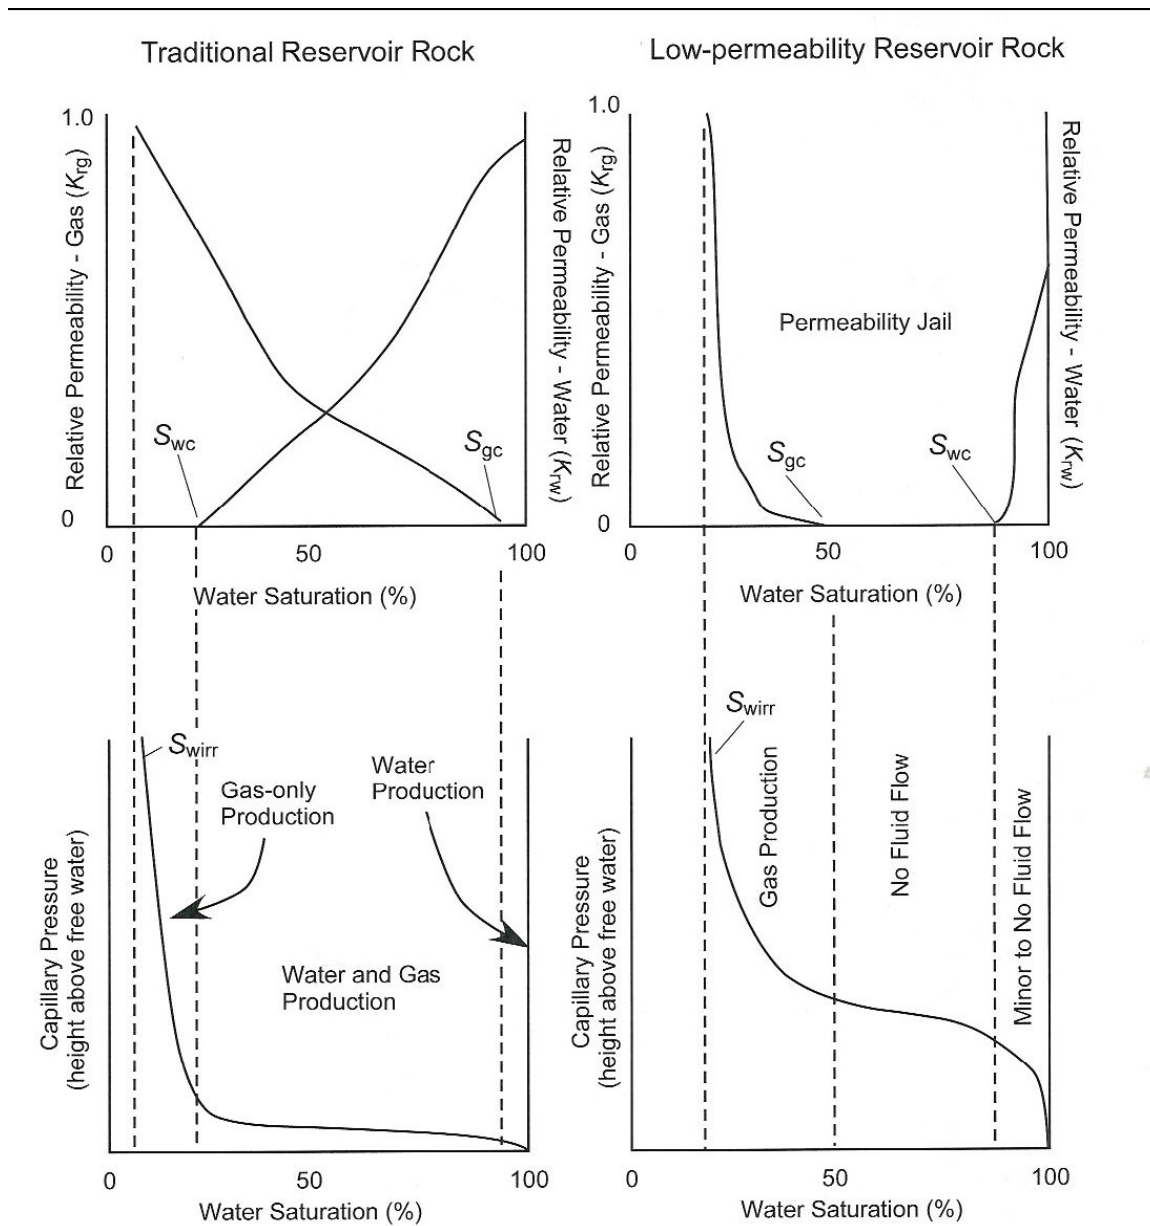 Traditional Reservoir Rock
1.0
Relative Permeability - Gas (Krg)
0
Swc
Sgc
Relative Permeability - Water (Krw)
0
50
100
Water Saturation (%)
Low-permeability Reservoir Rock
1.0
Relative Permeability - Gas (Krg)
0
Permeability Jail
Sgc
Swc
Relative Permeability - Water (Krw)
0
50
100
Water Saturation (%)
Capillary Pressure
(height above free water)
Swirr
Gas-only
Production
Water
Production
Water and Gas
Production
0
50
100
Water Saturation (%)
Capillary Pressure
(height above free water)
Swirr
Gas Production
No Fluid Flow
Minor to No Fluid Flow
0
50
100
Water Saturation (%)